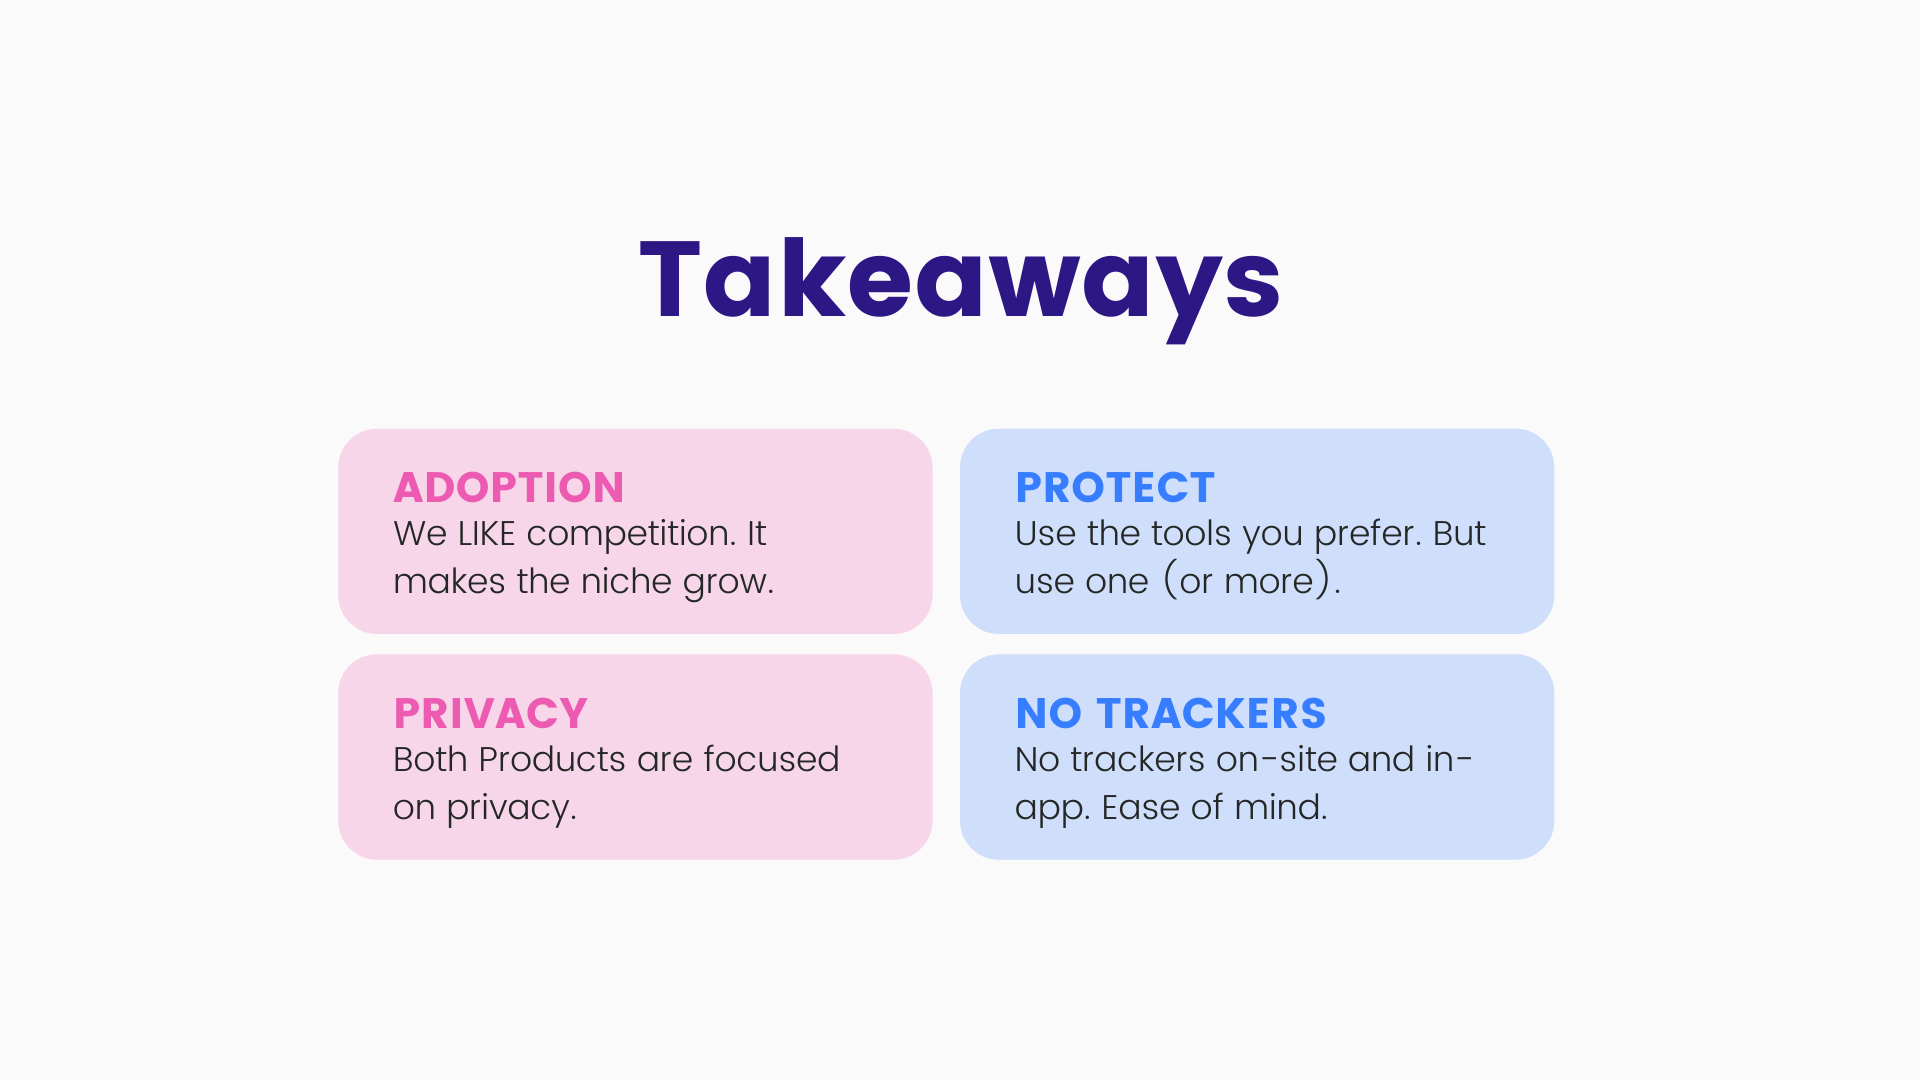 Takeaways
ADOPTION
We LIKE competition. It
makes the niche grow.
PROTECT
Use the tools you prefer. But
use one (or more).
PRIVACY
Both Products are focused
on privacy.
NO TRACKERS
No trackers on-site and in-
app. Ease of mind.